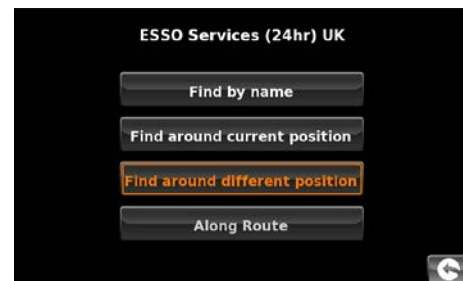 ESSO Services (24hr) UK
Find by name
Find around current position
Find around different position
Along Route